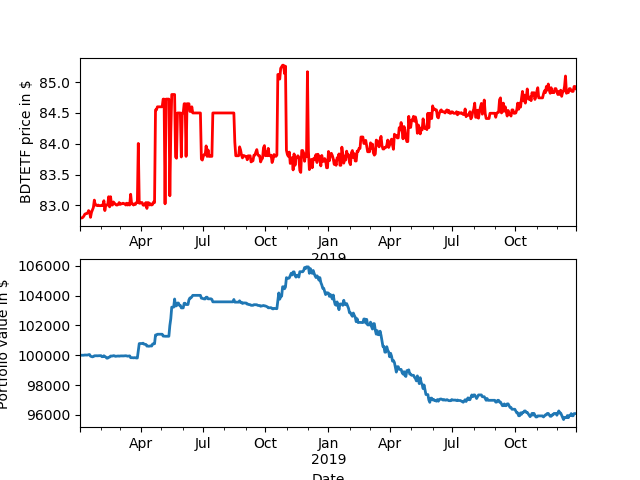 BDTETF price in $
85.0
84.5
84.0
83.5
83.0
Apr Jul Oct Jan Apr Jul Oct
2019
Portfolio value in $
106000
104000
102000
100000
98000
96000
Apr Jul Oct Jan Apr Jul Oct
2019
Date